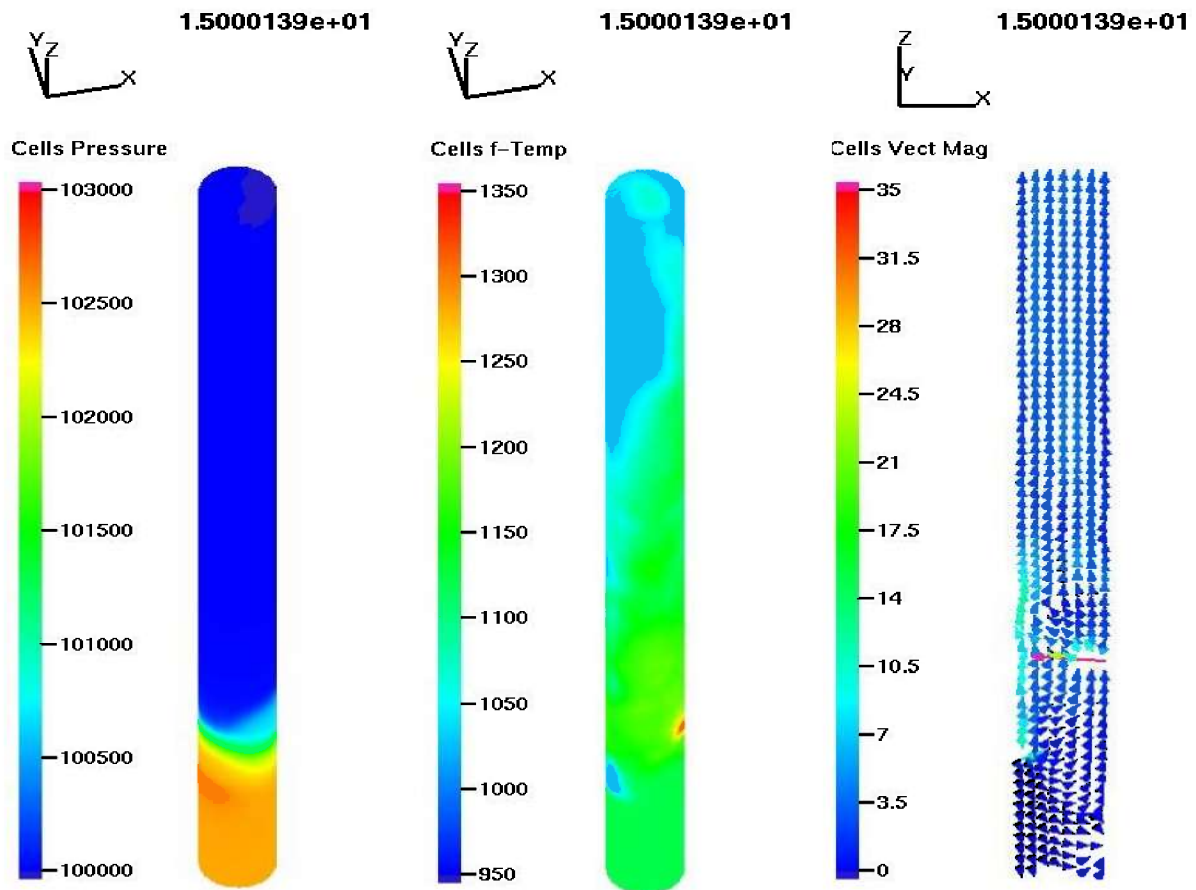 1.5000139e+01
Y
Z
X
Cells Pressure
103000
102500
102000
101500
101000
100500
100000
1.5000139e+01
Y
Z
X
Cells f-Temp
1350
1300
1250
1200
1150
1100
1050
1000
950
1.5000139e+01
Z
Y
X
Cells Vect Mag
35
31.5
28
24.5
21
17.5
14
10.5
7
3.5
0